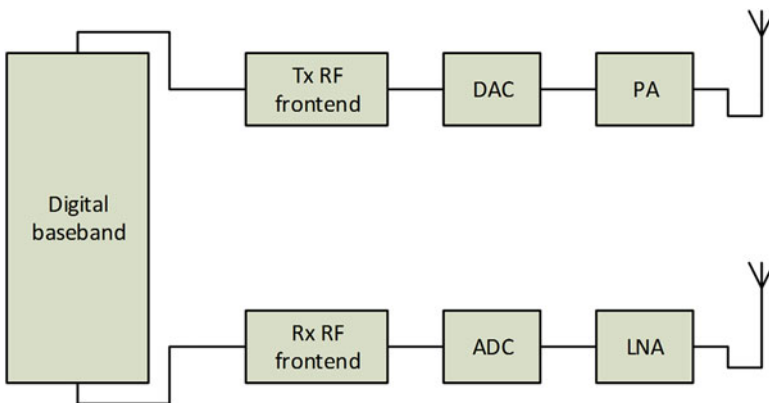 Tx RF
frontend
DAC
PA
Digital
baseband
Rx RF
frontend
ADC
LNA